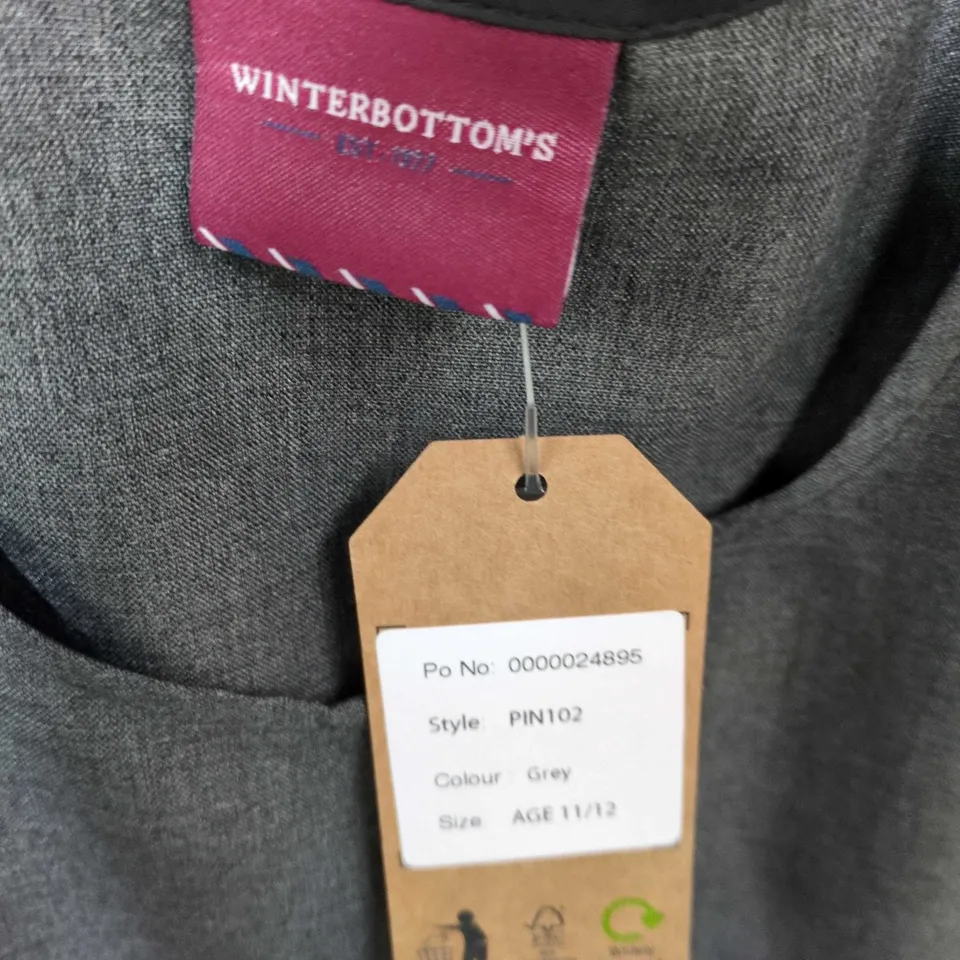 WINTERBOTTOM'S
Po No: 0000024895
Style: PIN102
Colour: Grey
Size: AGE 11/12